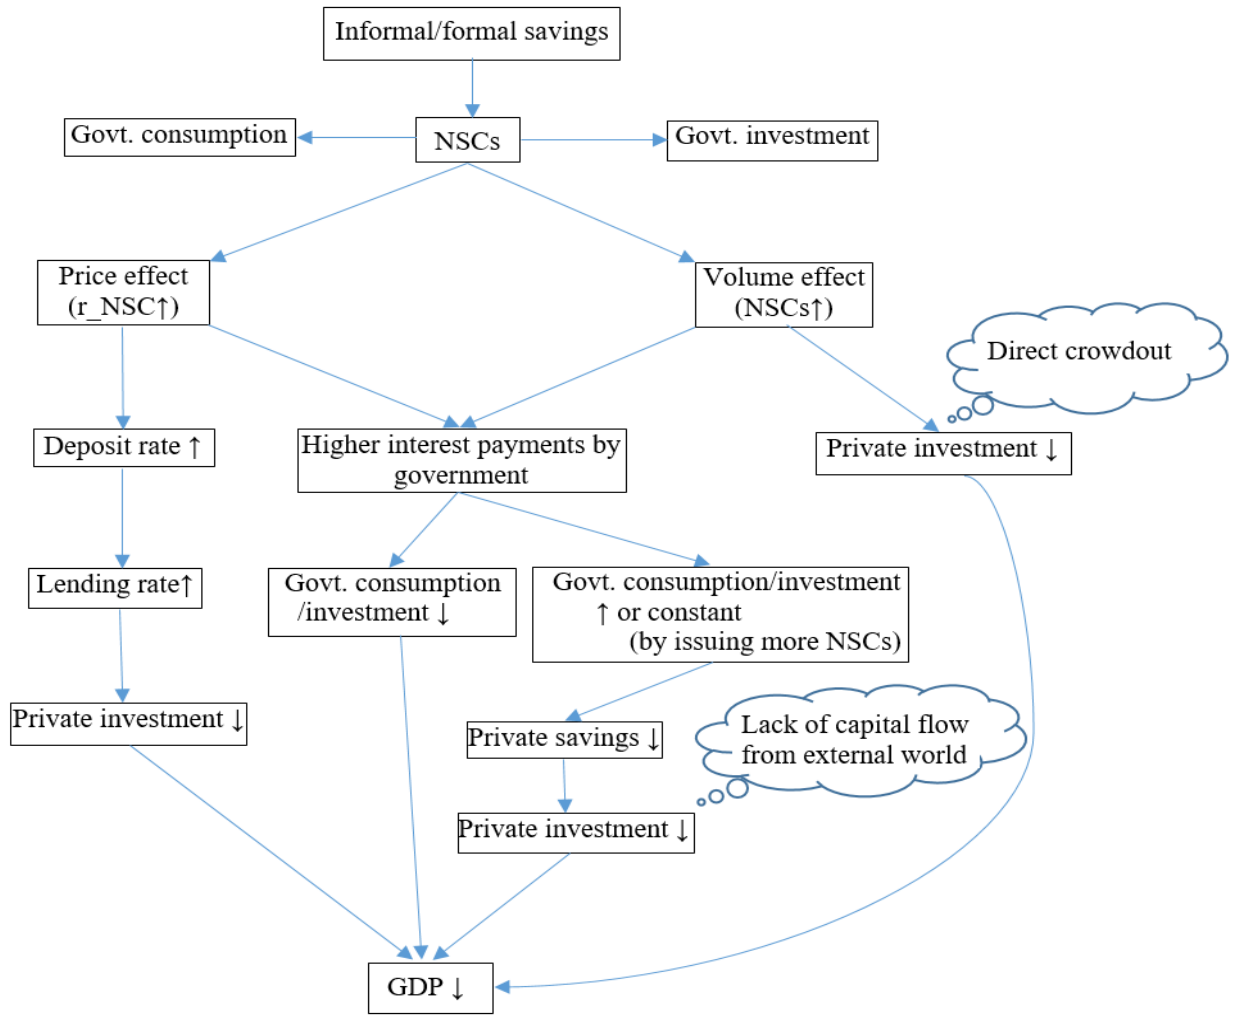 Informal/formal savings
Govt. consumption
NSCs
Govt. investment
Price effect
(r_NSC↑)
Volume effect
(NSCs↑)
Direct crowdout
Deposit rate ↑
Higher interest payments by
government
Private investment ↓
Lending rate↑
Govt. consumption
/investment ↓
Govt. consumption/investment
↑ or constant
(by issuing more NSCs)
Private investment ↓
Private savings ↓
Lack of capital flow
from external world
Private investment ↓
GDP ↓